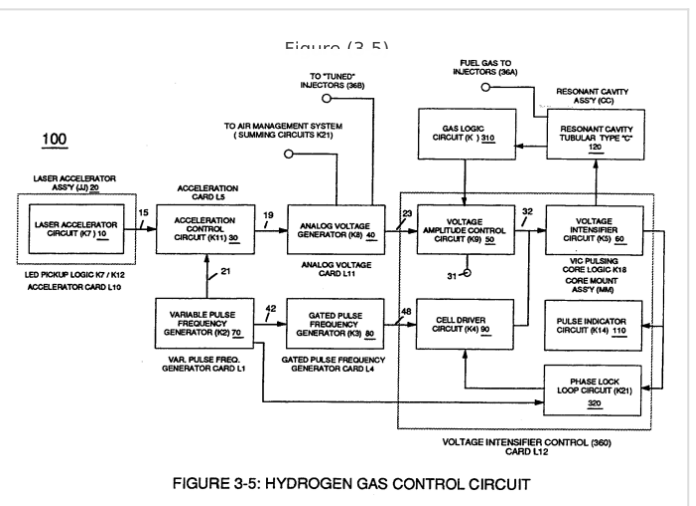 Figure (3-5)
FUEL GAS TO
INJECTORS (36A)
TO "TUNED"
INJECTORS (36B)
RESONANT CAVITY
ASS'Y (CC)
TO AIR MANAGEMENT SYSTEM
( SUMMING CIRCUITS K21)
GAS LOGIC
CIRCUIT (K ) 310
RESONANT CAVITY
TUBULAR TYPE "C"
120
100
LASER ACCELERATOR
ASS'Y (JJ) 20
ACCELERATION
CARD L5
15
19
23
32
LASER ACCELERATOR
CIRCUIT (K7 ) 10
ACCELERATION
CONTROL
CIRCUIT (K11) 30
ANALOG VOLTAGE
GENERATOR (K8) 40
VOLTAGE
AMPLITUDE CONTROL
CIRCUIT (K9) 50
VOLTAGE
INTENSIFIER
CIRCUIT (K5) 60
LED PICKUP LOGIC K7 / K12
ACCELERATOR CARD L10
21
ANALOG VOLTAGE
CARD L11
31
VIC PULSING
CORE LOGIC K18
CORE MOUNT
ASS'Y (MM)
42
48
VARIABLE PULSE
FREQUENCY
GENERATOR (K2) 70
GATED PULSE
FREQUENCY
GENERATOR (K3) 80
CELL DRIVER
CIRCUIT (K4) 90
PULSE INDICATOR
CIRCUIT (K14) 110
VAR. PULSE FREQ.
GENERATOR CARD L1
GATED PULSE FREQUENCY
GENERATOR CARD L4
PHASE LOCK
LOOP CIRCUIT (K21)
320
VOLTAGE INTENSIFIER CONTROL (360)
CARD L12
FIGURE 3-5: HYDROGEN GAS CONTROL CIRCUIT